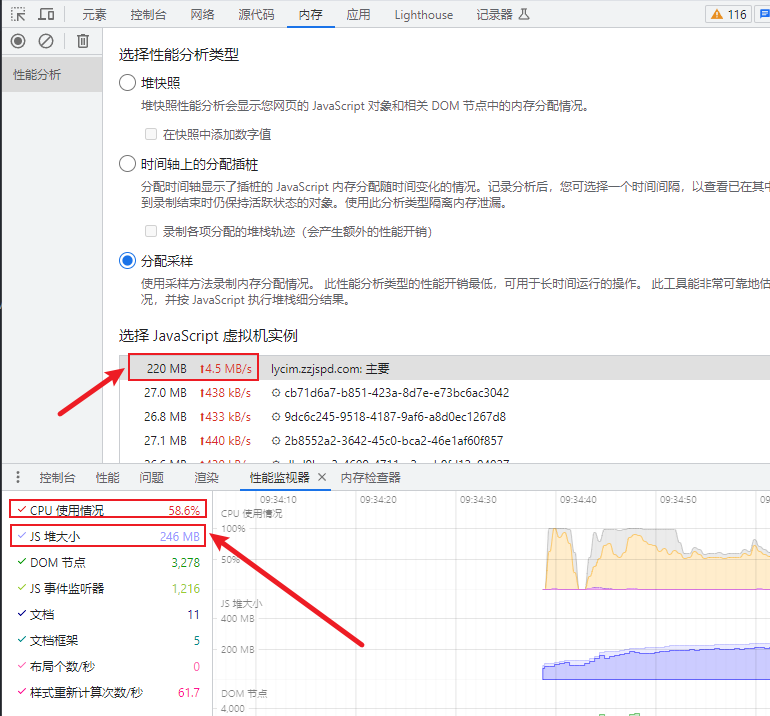 元素 控制台 网络 源代码 内存 应用 Lighthouse 记录器 116
性能分析
选择性能分析类型
堆快照
堆快照性能分析会显示您网页的 JavaScript 对象和相关 DOM 节点中的内存分配情况。
在快照中添加数字值
时间轴上的分配插桩
分配时间轴显示了插桩的 JavaScript 内存分配随时间变化的情况。记录分析后，您可选择一个时间间隔，以查看已在其中
到录制结束时仍保持活跃状态的对象。使用此分析类型隔离内存泄漏。
录制各项分配的堆栈轨迹（会产生额外的性能开销）
分配采样
使用采样方法录制内存分配情况。 此性能分析类型的性能开销最低，可用于长时间运行的操作。 此工具能非常可靠地估
况，并按 JavaScript 执行堆栈细分结果。
选择 JavaScript 虚拟机实例
220 MB ↑4.5 MB/s lycim.zzjspd.com: 主要
27.0 MB ↑438 kB/s cb71d6a7-b851-423a-8d7e-e73bc6ac3042
26.8 MB ↑433 kB/s 9dc6c245-9518-4187-9af6-a8d0ec1267d8
27.1 MB ↑440 kB/s 2b8552a2-3642-45c0-bca2-46e1af60f857
控制台 性能 问题 渲染 性能监视器 × 内存检查器
CPU 使用情况 58.6%
JS 堆大小 246 MB
DOM 节点 3,278
JS 事件监听器 1,216
文档 11
文档框架 5
布局个数/秒 0
样式重新计算次数/秒 61.7
09:34:10 09:34:20 09:34:30 09:34:40 09:34:50 09
CPU 使用情况
100%
50%
JS 堆大小
400 MB
200 MB
DOM 节点
4,000